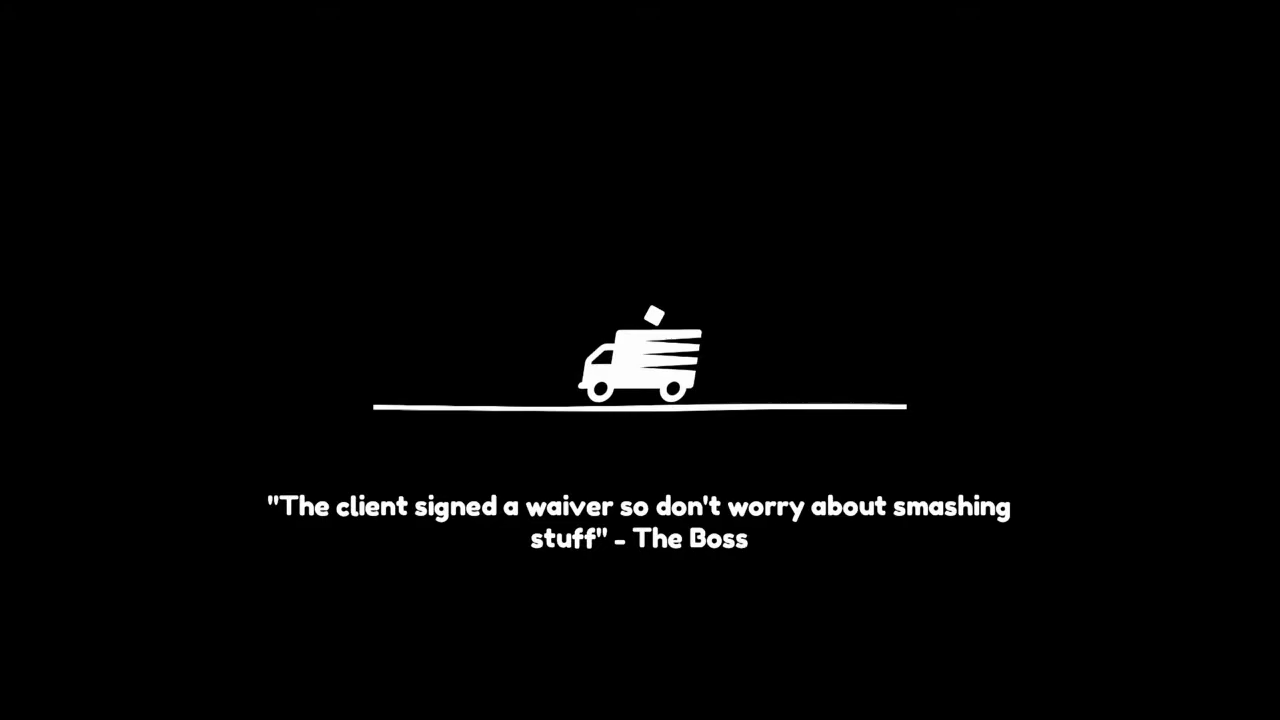 "The client signed a waiver so don't worry about smashing
stuff" - The Boss